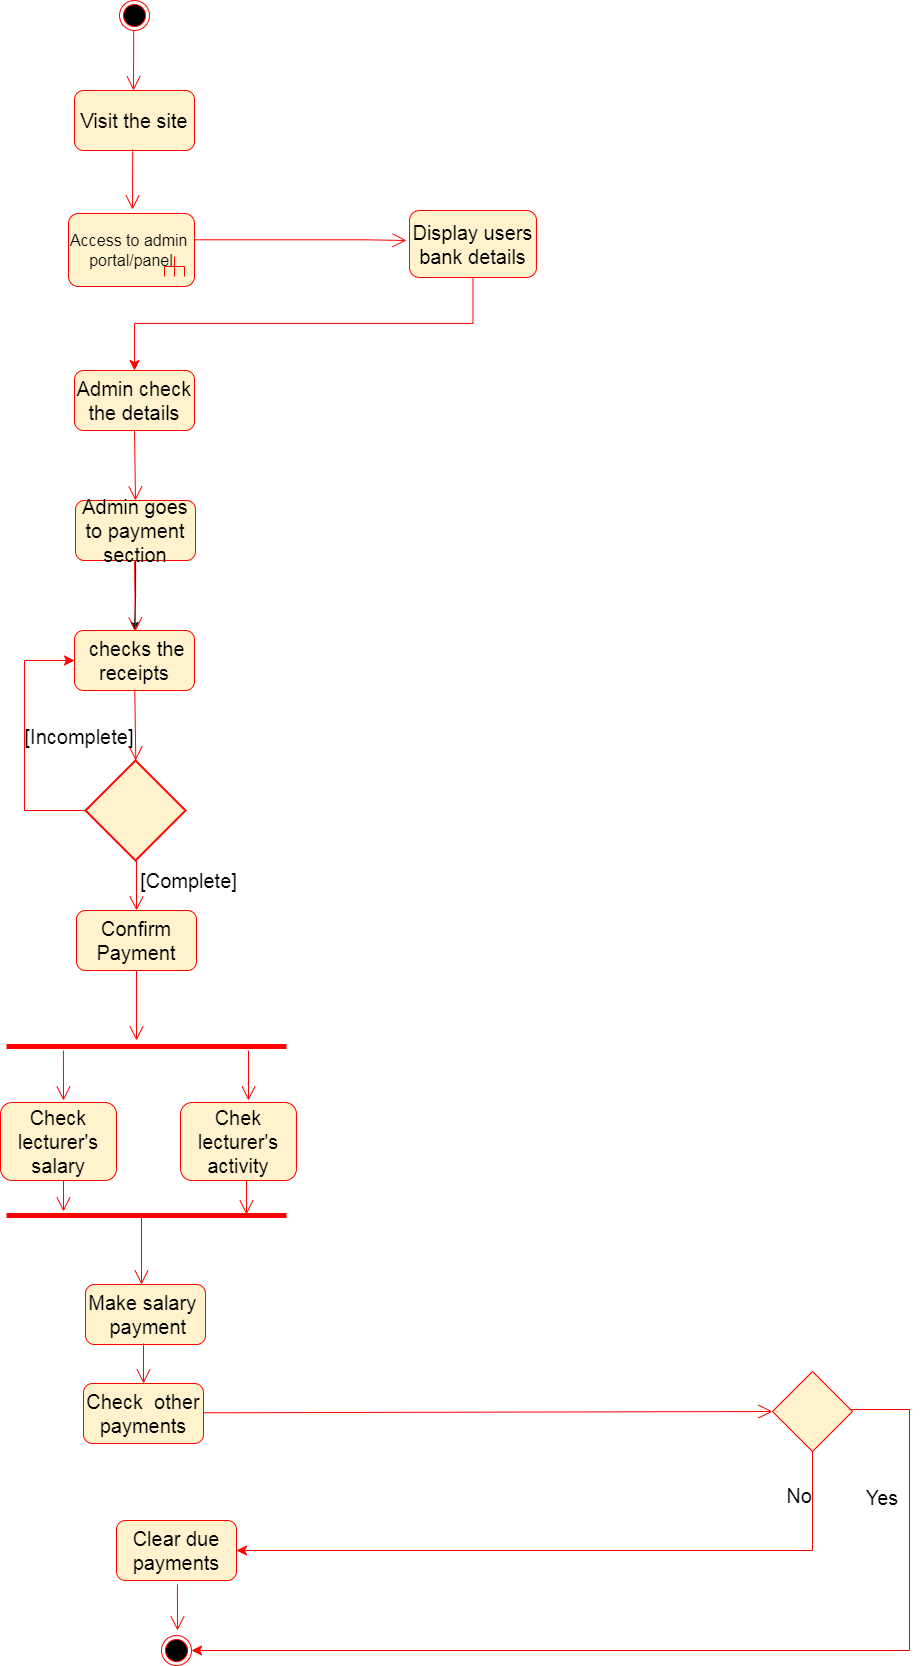 Visit the site
Access to admin
portal/panel
Display users
bank details
Admin check
the details
Admin goes
to payment
section
checks the
receipts
[Incomplete]
[Complete]
Confirm
Payment
Check
lecturer's
salary
Chek
lecturer's
activity
Make salary
payment
Check other
payments
No
Yes
Clear due
payments